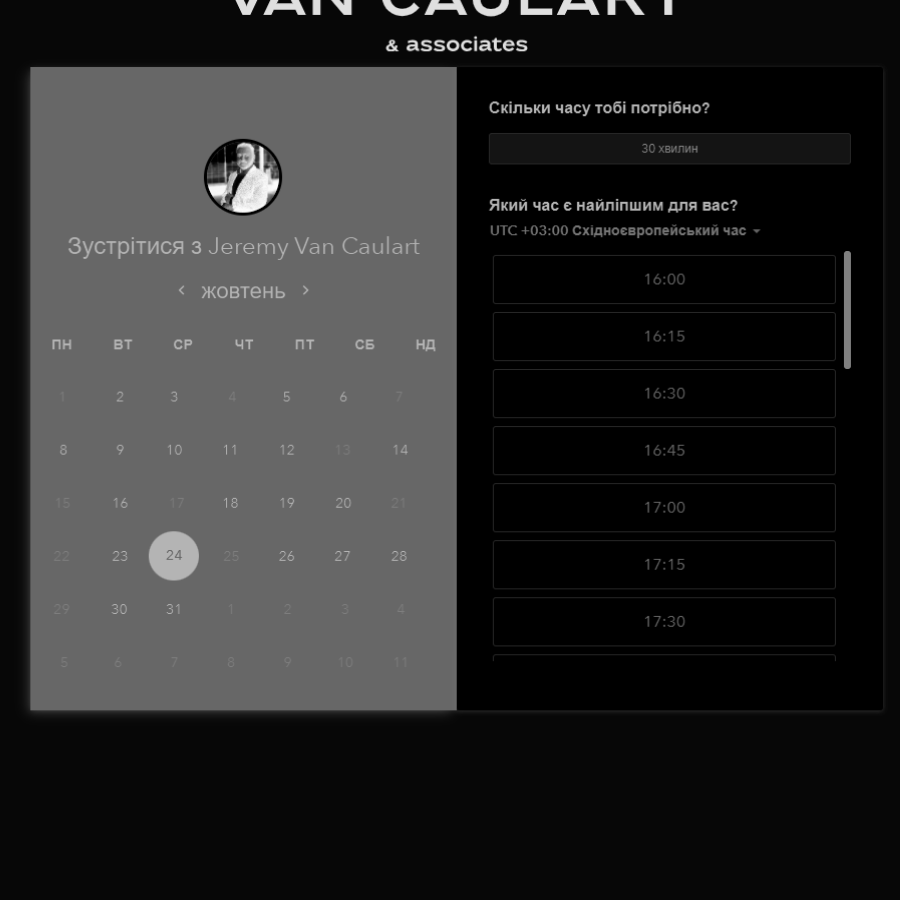 VAN CAULART
& associates
Зустрітися з Jeremy Van Caulart
жовтень
ПН ВТ СР ЧТ ПТ СБ НД
1 2 3 4 5 6 7
8 9 10 11 12 13 14
15 16 17 18 19 20 21
22 23 24 25 26 27 28
29 30 31 1 2 3 4
5 6 7 8 9 10 11
Скільки часу тобі потрібно?
30 хвилин
Який час є найліпшим для вас?
UTC +03:00 Східноєвропейський час
16:00
16:15
16:30
16:45
17:00
17:15
17:30